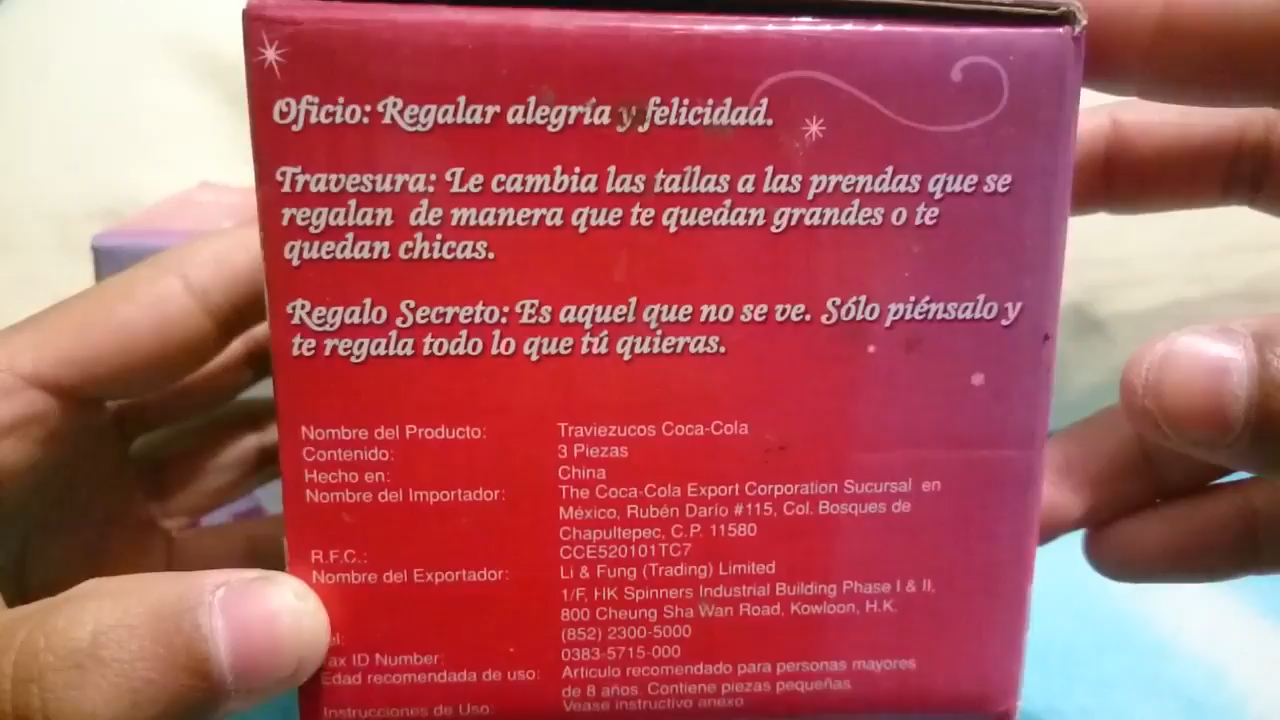 Oficio: Regalar alegría y felicidad.
Travesura: Le cambia las tallas a las prendas que se
regalan de manera que te quedan grandes o te
quedan chicas.
Regalo Secreto: Es aquel que no se ve. Sólo piénsalo y
te regala todo lo que tú quieras.
Nombre del Producto: Traviezucos Coca-Cola
Contenido: 3 Piezas
Hecho en: China
Nombre del Importador: The Coca-Cola Export Corporation Sucursal en
México, Rubén Darío #115, Col. Bosques de
Chapultepec, C.P. 11580
R.F.C.: CCE520101TC7
Nombre del Exportador: Li & Fung (Trading) Limited
1/F, HK Spinners Industrial Building Phase I & II,
800 Cheung Sha Wan Road, Kowloon, H.K.
el: (852) 2300-5000
ax ID Number: 0383-5715-000
Edad recomendada de uso: Articulo recomendado para personas mayores
de 8 años. Contiene piezas pequeñas
Instrucciones de Uso: Vease instructivo anexo